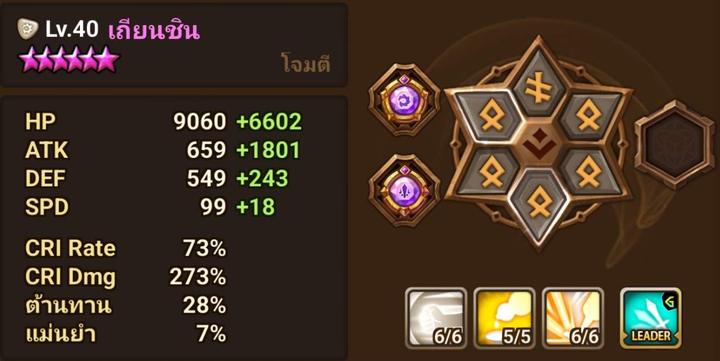 Lv.40 เถียนชิน
โจมตี
HP 9060 +6602
ATK 659 +1801
DEF 549 +243
SPD 99 +18
CRI Rate 73%
CRI Dmg 273%
ต้านทาน 28%
แม่นยำ 7%
6/6 5/5 6/6 G LEADER